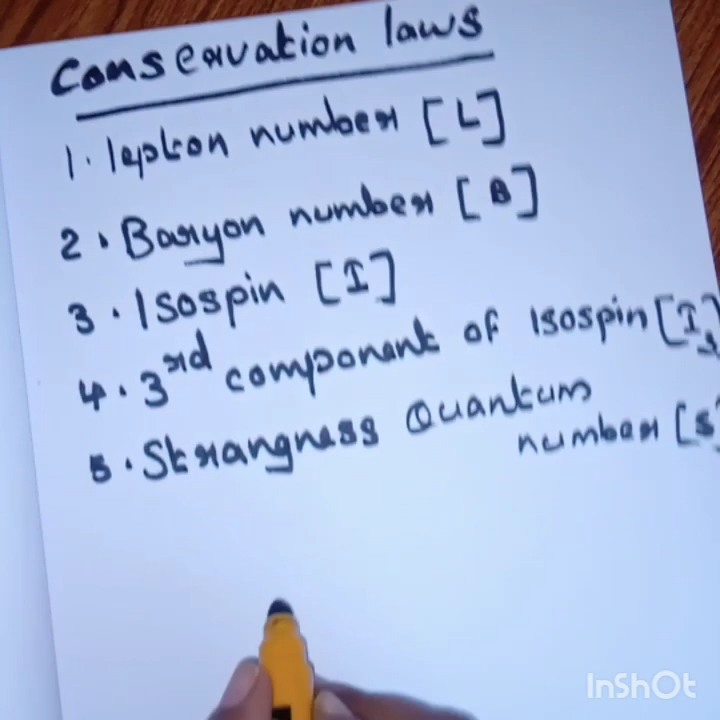 Conservation laws
1. lepton number [L]
2. Baryon number [B]
3. Isospin [I]
4. 3rd component of Isospin [I3]
5. Strangness Quantum
number [S]
InShOt